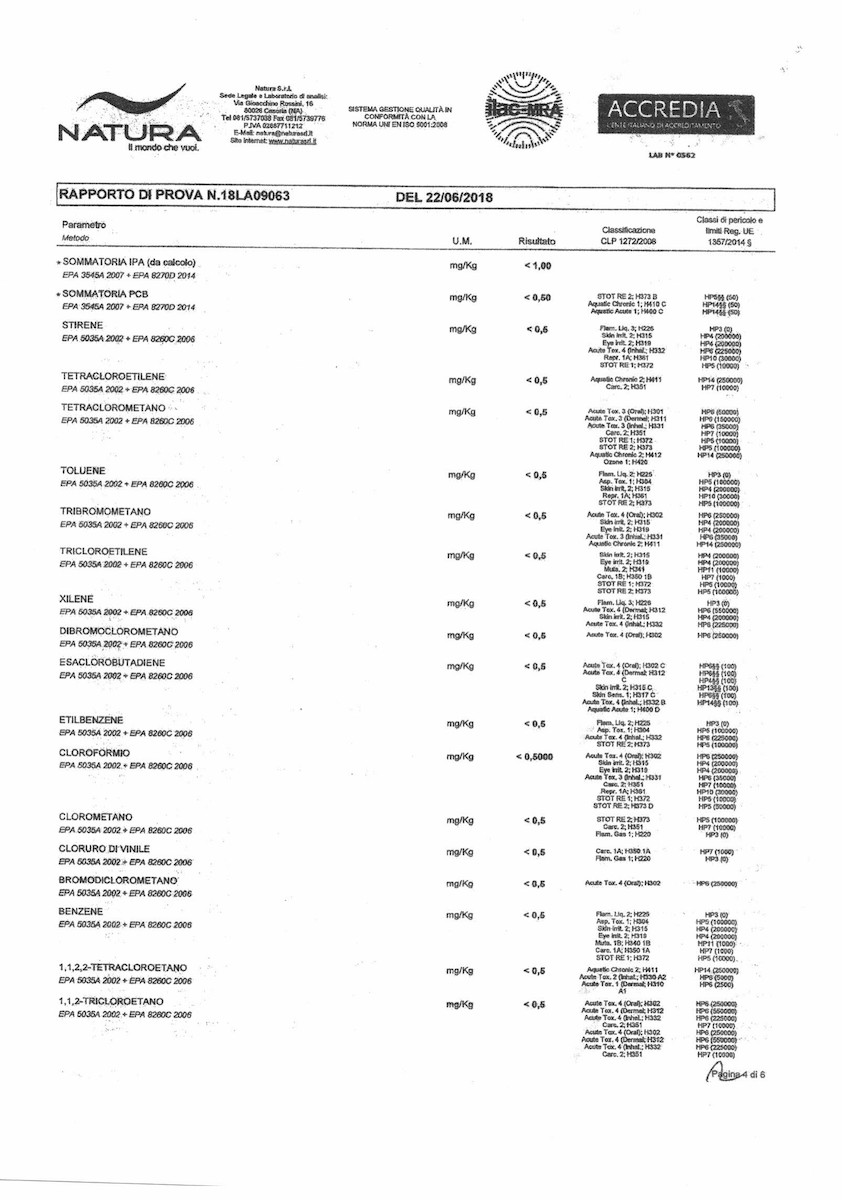 NATURA
Il mondo che vuoi.
Natura S.r.l.
Sede Legale e Laboratorio di analisi:
Via Gioacchino Rossini, 16
80026 Casoria (NA)
Tel 081/5737038 Fax 081/5739776
P.IVA 02887711212
E-Mail: natura@naturasrl.it
Sito Internet: www.naturasrl.it
SISTEMA GESTIONE QUALITÀ IN
CONFORMITÀ CON LA
NORMA UNI EN ISO 9001:2008
ilac-MRA
ACCREDIA
L'ENTE ITALIANO DI ACCREDITAMENTO
LAB N° 0562
RAPPORTO DI PROVA N.18LA09063 DEL 22/06/2018
Parametro
Metodo
U.M.
Risultato
Classificazione
CLP 1272/2008
Classi di pericolo e
limiti Reg. UE
1357/2014 §
* SOMMATORIA IPA (da calcolo) mg/Kg < 1,00
EPA 3545A 2007 + EPA 8270D 2014
* SOMMATORIA PCB mg/Kg < 0,50
EPA 3545A 2007 + EPA 8270D 2014
STOT RE 2; H373 B HP5§§ (50)
Aquatic Chronic 1; H410 C HP14§§ (50)
Aquatic Acute 1; H400 C HP14§§ (50)
STIRENE mg/Kg < 0,5
EPA 5035A 2002 + EPA 8260C 2006
Flam. Liq. 3; H226 HP3 (0)
Skin irrit. 2; H315 HP4 (200000)
Eye irrit. 2; H319 HP4 (200000)
Acute Tox. 4 (Inhal.; H332 HP6 (225000)
Repr. 1A; H361 HP10 (30000)
STOT RE 1; H372 HP5 (10000)
TETRACLOROETILENE mg/Kg < 0,5
EPA 5035A 2002 + EPA 8260C 2006
Aquatic Chronic 2; H411 HP14 (250000)
Carc. 2; H351 HP7 (10000)
TETRACLOROMETANO mg/Kg < 0,5
EPA 5035A 2002 + EPA 8260C 2006
Acute Tox. 3 (Oral); H301 HP6 (50000)
Acute Tox. 3 (Dermal; H311 HP6 (150000)
Acute Tox. 3 (Inhal.; H331 HP6 (35000)
Carc. 2; H351 HP7 (10000)
STOT RE 1; H372 HP5 (10000)
STOT RE 2; H373 HP5 (100000)
Aquatic Chronic 2; H412 HP14 (250000)
Ozone 1; H420
TOLUENE mg/Kg < 0,5
EPA 5035A 2002 + EPA 8260C 2006
Flam. Liq. 2; H225 HP3 (0)
Asp. Tox. 1; H304 HP5 (100000)
Skin irrit. 2; H315 HP4 (200000)
Repr. 1A; H361 HP10 (30000)
STOT RE 2; H373 HP5 (100000)
TRIBROMOMETANO mg/Kg < 0,5
EPA 5035A 2002 + EPA 8260C 2006
Acute Tox. 4 (Oral); H302 HP6 (250000)
Skin irrit. 2; H315 HP4 (200000)
Eye irrit. 2; H319 HP4 (200000)
Acute Tox. 3 (Inhal.; H331 HP6 (35000)
Aquatic Chronic 2; H411 HP14 (250000)
TRICLOROETILENE mg/Kg < 0,5
EPA 5035A 2002 + EPA 8260C 2006
Skin irrit. 2; H315 HP4 (200000)
Eye irrit. 2; H319 HP4 (200000)
Muta. 2; H341 HP11 (10000)
Carc. 1B; H350 1B HP7 (1000)
STOT RE 1; H372 HP5 (10000)
STOT RE 2; H373 HP5 (100000)
XILENE mg/Kg < 0,5
EPA 5035A 2002 + EPA 8260C 2006
Flam. Liq. 3; H226 HP3 (0)
Acute Tox. 4 (Dermal; H312 HP6 (550000)
Skin irrit. 2; H315 HP4 (200000)
Acute Tox. 4 (Inhal.; H332 HP6 (225000)
DIBROMOCLOROMETANO mg/Kg < 0,5
EPA 5035A 2002 + EPA 8260C 2006
Acute Tox. 4 (Oral); H302 HP6 (250000)
ESACLOROBUTADIENE mg/Kg < 0,5
EPA 5035A 2002 + EPA 8260C 2006
Acute Tox. 4 (Oral); H302 C HP6§§ (100)
Acute Tox. 4 (Dermal; H312 HP6§§ (100)
C HP4§§ (100)
Skin irrit. 2; H315 C HP13§§ (100)
Skin Sens. 1; H317 C HP6§§ (100)
Acute Tox. 4 (Inhal.; H332 B HP14§§ (100)
Aquatic Acute 1; H400 D
ETILBENZENE mg/Kg < 0,5
EPA 5035A 2002 + EPA 8260C 2006
Flam. Liq. 2; H225 HP3 (0)
Asp. Tox. 1; H304 HP5 (100000)
Acute Tox. 4 (Inhal.; H332 HP6 (225000)
STOT RE 2; H373 HP5 (100000)
CLOROFORMIO mg/Kg < 0,5000
EPA 5035A 2002 + EPA 8260C 2006
Acute Tox. 4 (Oral); H302 HP6 (250000)
Skin irrit. 2; H315 HP4 (200000)
Eye irrit. 2; H319 HP4 (200000)
Acute Tox. 3 (Inhal.; H331 HP6 (35000)
Carc. 2; H351 HP7 (10000)
Repr. 1A; H361 HP10 (30000)
STOT RE 1; H372 HP5 (10000)
STOT RE 2; H373 D HP5 (50000)
CLOROMETANO mg/Kg < 0,5
EPA 5035A 2002 + EPA 8260C 2006
STOT RE 2; H373 HP5 (100000)
Carc. 2; H351 HP7 (10000)
Flam. Gas 1; H220 HP3 (0)
CLORURO DI VINILE mg/Kg < 0,5
EPA 5035A 2002 + EPA 8260C 2006
Carc. 1A; H350 1A HP7 (1000)
Flam. Gas 1; H220 HP3 (0)
BROMODICLOROMETANO mg/Kg < 0,5
EPA 5035A 2002 + EPA 8260C 2006
Acute Tox. 4 (Oral); H302 HP6 (250000)
BENZENE mg/Kg < 0,5
EPA 5035A 2002 + EPA 8260C 2006
Flam. Liq. 2; H225 HP3 (0)
Asp. Tox. 1; H304 HP5 (100000)
Skin irrit. 2; H315 HP4 (200000)
Eye irrit. 2; H319 HP4 (200000)
Muta. 1B; H340 1B HP11 (1000)
Carc. 1A; H350 1A HP7 (1000)
STOT RE 1; H372 HP5 (10000)
1,1,2,2-TETRACLOROETANO mg/Kg < 0,5
EPA 5035A 2002 + EPA 8260C 2006
Aquatic Chronic 2; H411 HP14 (250000)
Acute Tox. 2 (Inhal.; H330 A2 HP6 (5000)
Acute Tox. 1 (Dermal; H310 HP6 (2500)
A1
1,1,2-TRICLOROETANO mg/Kg < 0,5
EPA 5035A 2002 + EPA 8260C 2006
Acute Tox. 4 (Oral); H302 HP6 (250000)
Acute Tox. 4 (Dermal; H312 HP6 (550000)
Acute Tox. 4 (Inhal.; H332 HP6 (225000)
Carc. 2; H351 HP7 (10000)
Acute Tox. 4 (Oral); H302 HP6 (250000)
Acute Tox. 4 (Dermal; H312 HP6 (550000)
Acute Tox. 4 (Inhal.; H332 HP6 (225000)
Carc. 2; H351 HP7 (10000)
Pagina 4 di 6